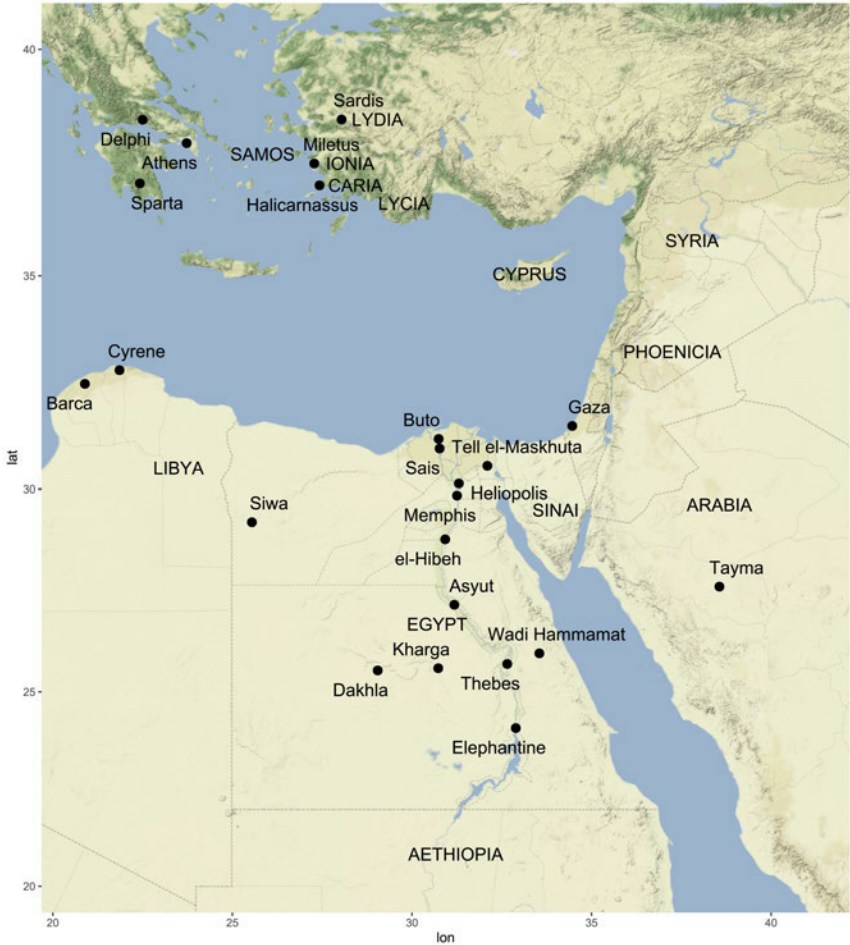 40
Sardis
LYDIA
Delphi
Miletus
Athens
SAMOS
IONIA
CARIA
Sparta
Halicarnassus
LYCIA
SYRIA
35
CYPRUS
Cyrene
PHOENICIA
Barca
Gaza
Buto
Tell el-Maskhuta
lat
LIBYA
Sais
30
Heliopolis
Siwa
Memphis
SINAI
ARABIA
el-Hibeh
Tayma
Asyut
EGYPT
Wadi Hammamat
Kharga
25
Dakhla
Thebes
Elephantine
AETHIOPIA
20
20
25
30
35
40
lon